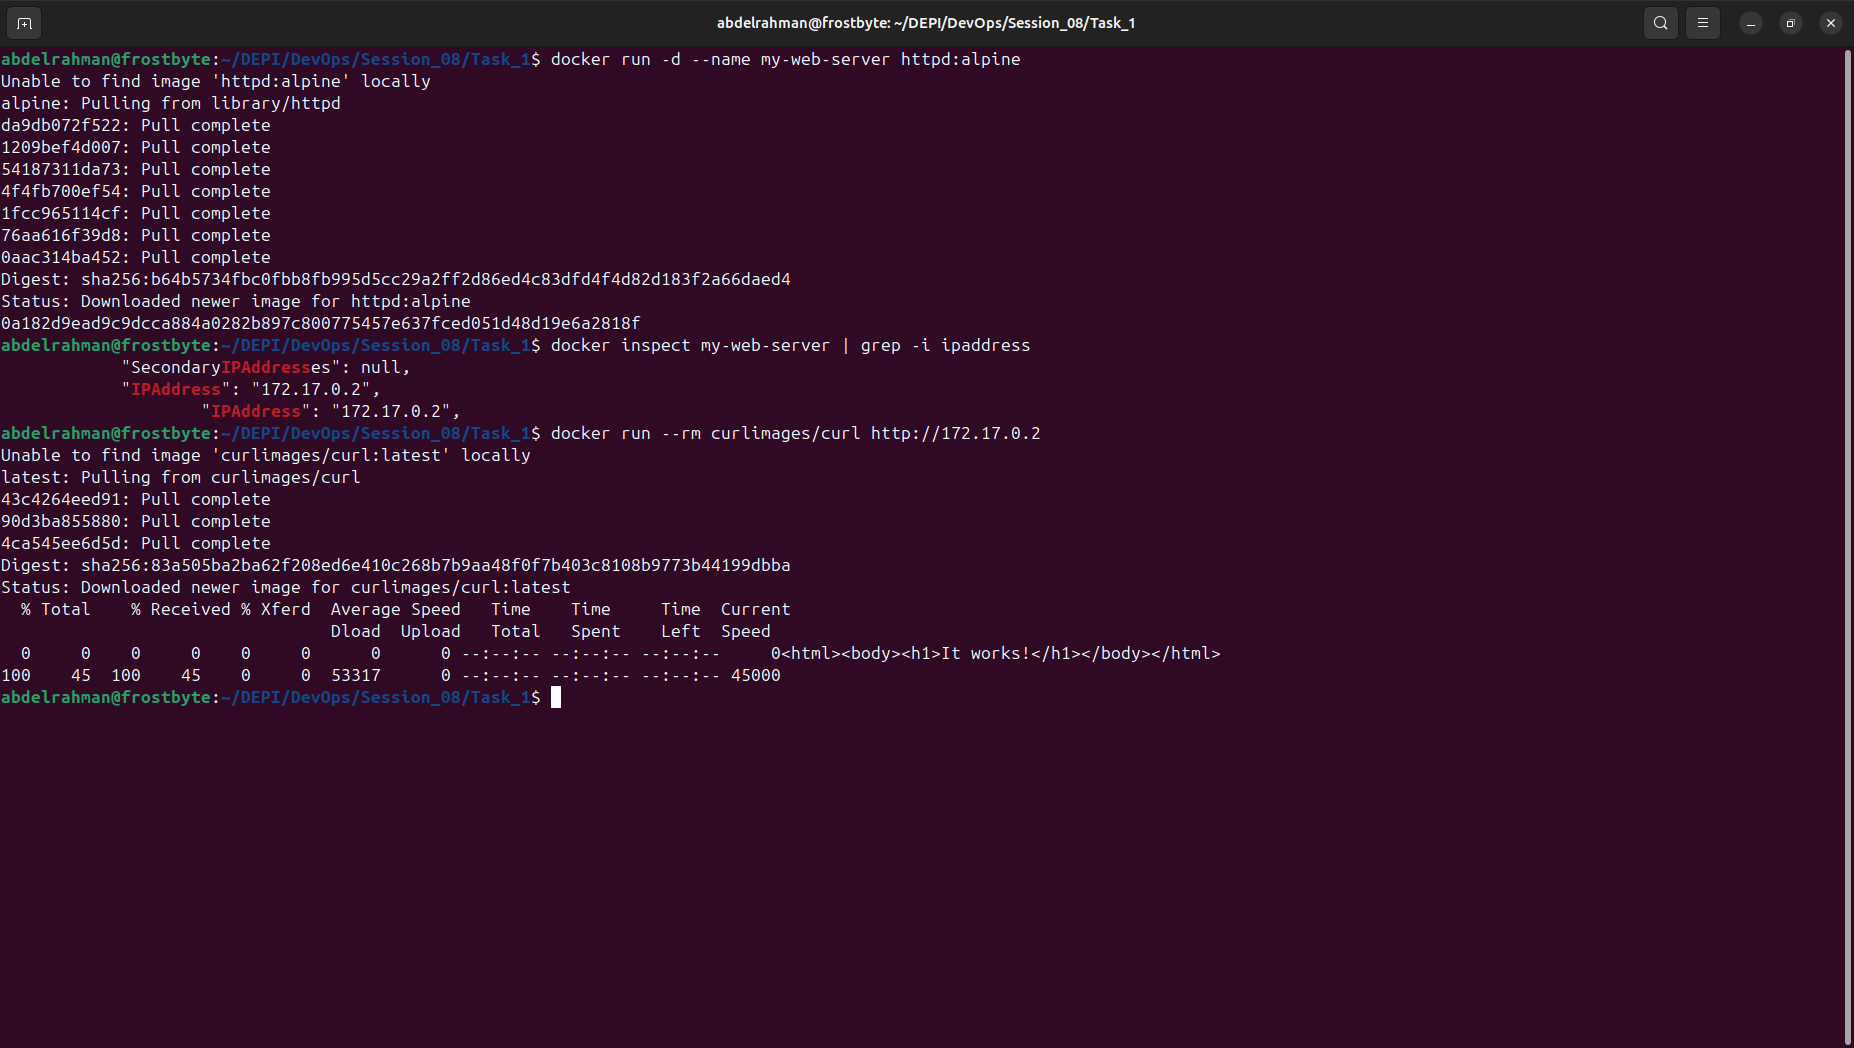 abdelrahman@frostbyte: ~/DEPI/DevOps/Session_08/Task_1
abdelrahman@frostbyte:~/DEPI/DevOps/Session_08/Task_1$ docker run -d --name my-web-server httpd:alpine
Unable to find image 'httpd:alpine' locally
alpine: Pulling from library/httpd
da9db072f522: Pull complete
1209bef4d007: Pull complete
54187311da73: Pull complete
4f4fb700ef54: Pull complete
1fcc965114cf: Pull complete
76aa616f39d8: Pull complete
0aac314ba452: Pull complete
Digest: sha256:b64b5734fbc0fbb8fb995d5cc29a2ff2d86ed4c83dfd4f4d82d183f2a66daed4
Status: Downloaded newer image for httpd:alpine
0a182d9ead9c9dcca884a0282b897c800775457e637fced051d48d19e6a2818f
abdelrahman@frostbyte:~/DEPI/DevOps/Session_08/Task_1$ docker inspect my-web-server | grep -i ipaddress
            "SecondaryIPAddresses": null,
            "IPAddress": "172.17.0.2",
                    "IPAddress": "172.17.0.2",
abdelrahman@frostbyte:~/DEPI/DevOps/Session_08/Task_1$ docker run --rm curlimages/curl http://172.17.0.2
Unable to find image 'curlimages/curl:latest' locally
latest: Pulling from curlimages/curl
43c4264eed91: Pull complete
90d3ba855880: Pull complete
4ca545ee6d5d: Pull complete
Digest: sha256:83a505ba2ba62f208ed6e410c268b7b9aa48f0f7b403c8108b9773b44199dbba
Status: Downloaded newer image for curlimages/curl:latest
  % Total    % Received % Xferd  Average Speed   Time    Time     Time  Current
                                 Dload  Upload   Total   Spent    Left  Speed
  0     0    0     0    0     0      0      0 --:--:-- --:--:-- --:--:--     0<html><body><h1>It works!</h1></body></html>
100    45  100    45    0     0  53317      0 --:--:-- --:--:-- --:--:-- 45000
abdelrahman@frostbyte:~/DEPI/DevOps/Session_08/Task_1$